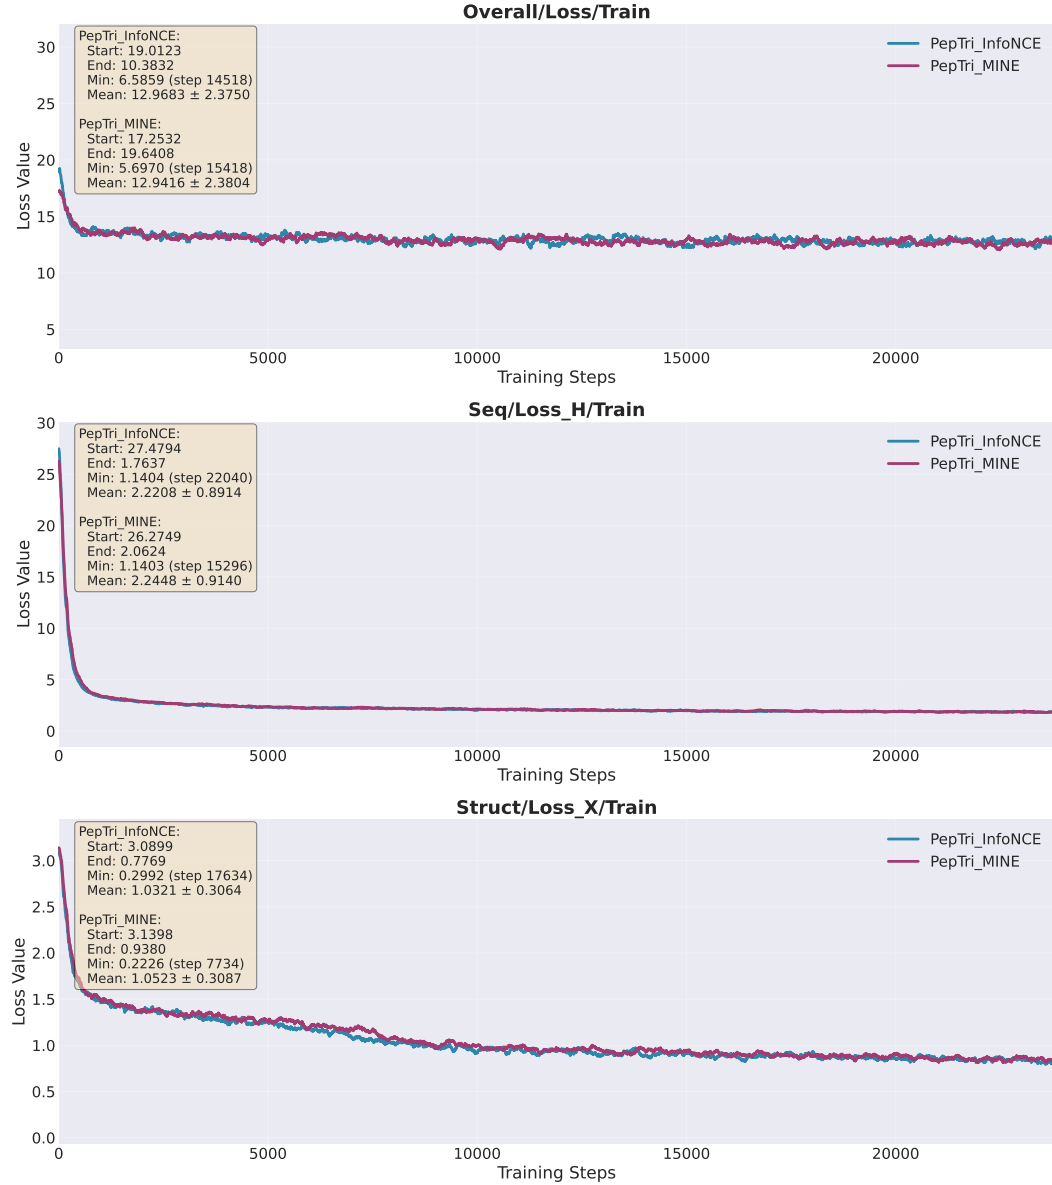 Overall/Loss/Train
PepTri_InfoNCE:
Start: 19.0123
End: 10.3832
Min: 6.5859 (step 14518)
Mean: 12.9683 ± 2.3750
PepTri_MINE:
Start: 17.2532
End: 19.6408
Min: 5.6970 (step 15418)
Mean: 12.9416 ± 2.3804
PepTri_InfoNCE
PepTri_MINE
Loss Value
30
25
20
15
10
5
0 5000 10000 15000 20000
Training Steps
Seq/Loss_H/Train
PepTri_InfoNCE:
Start: 27.4794
End: 1.7637
Min: 1.1404 (step 22040)
Mean: 2.2208 ± 0.8914
PepTri_MINE:
Start: 26.2749
End: 2.0624
Min: 1.1403 (step 15296)
Mean: 2.2448 ± 0.9140
PepTri_InfoNCE
PepTri_MINE
Loss Value
30
25
20
15
10
5
0
0 5000 10000 15000 20000
Training Steps
Struct/Loss_X/Train
PepTri_InfoNCE:
Start: 3.0899
End: 0.7769
Min: 0.2992 (step 17634)
Mean: 1.0321 ± 0.3064
PepTri_MINE:
Start: 3.1398
End: 0.9380
Min: 0.2226 (step 7734)
Mean: 1.0523 ± 0.3087
PepTri_InfoNCE
PepTri_MINE
Loss Value
3.0
2.5
2.0
1.5
1.0
0.5
0.0
0 5000 10000 15000 20000
Training Steps